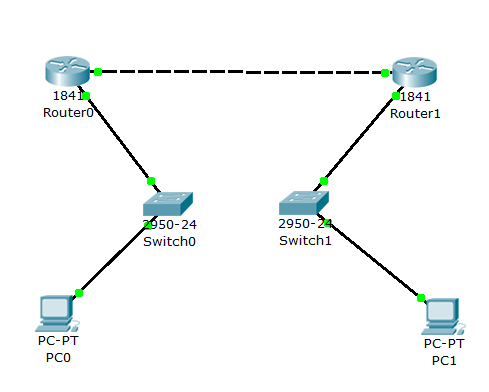 1841
Router0
1841
Router1
2950-24
Switch0
2950-24
Switch1
PC-PT
PC0
PC-PT
PC1